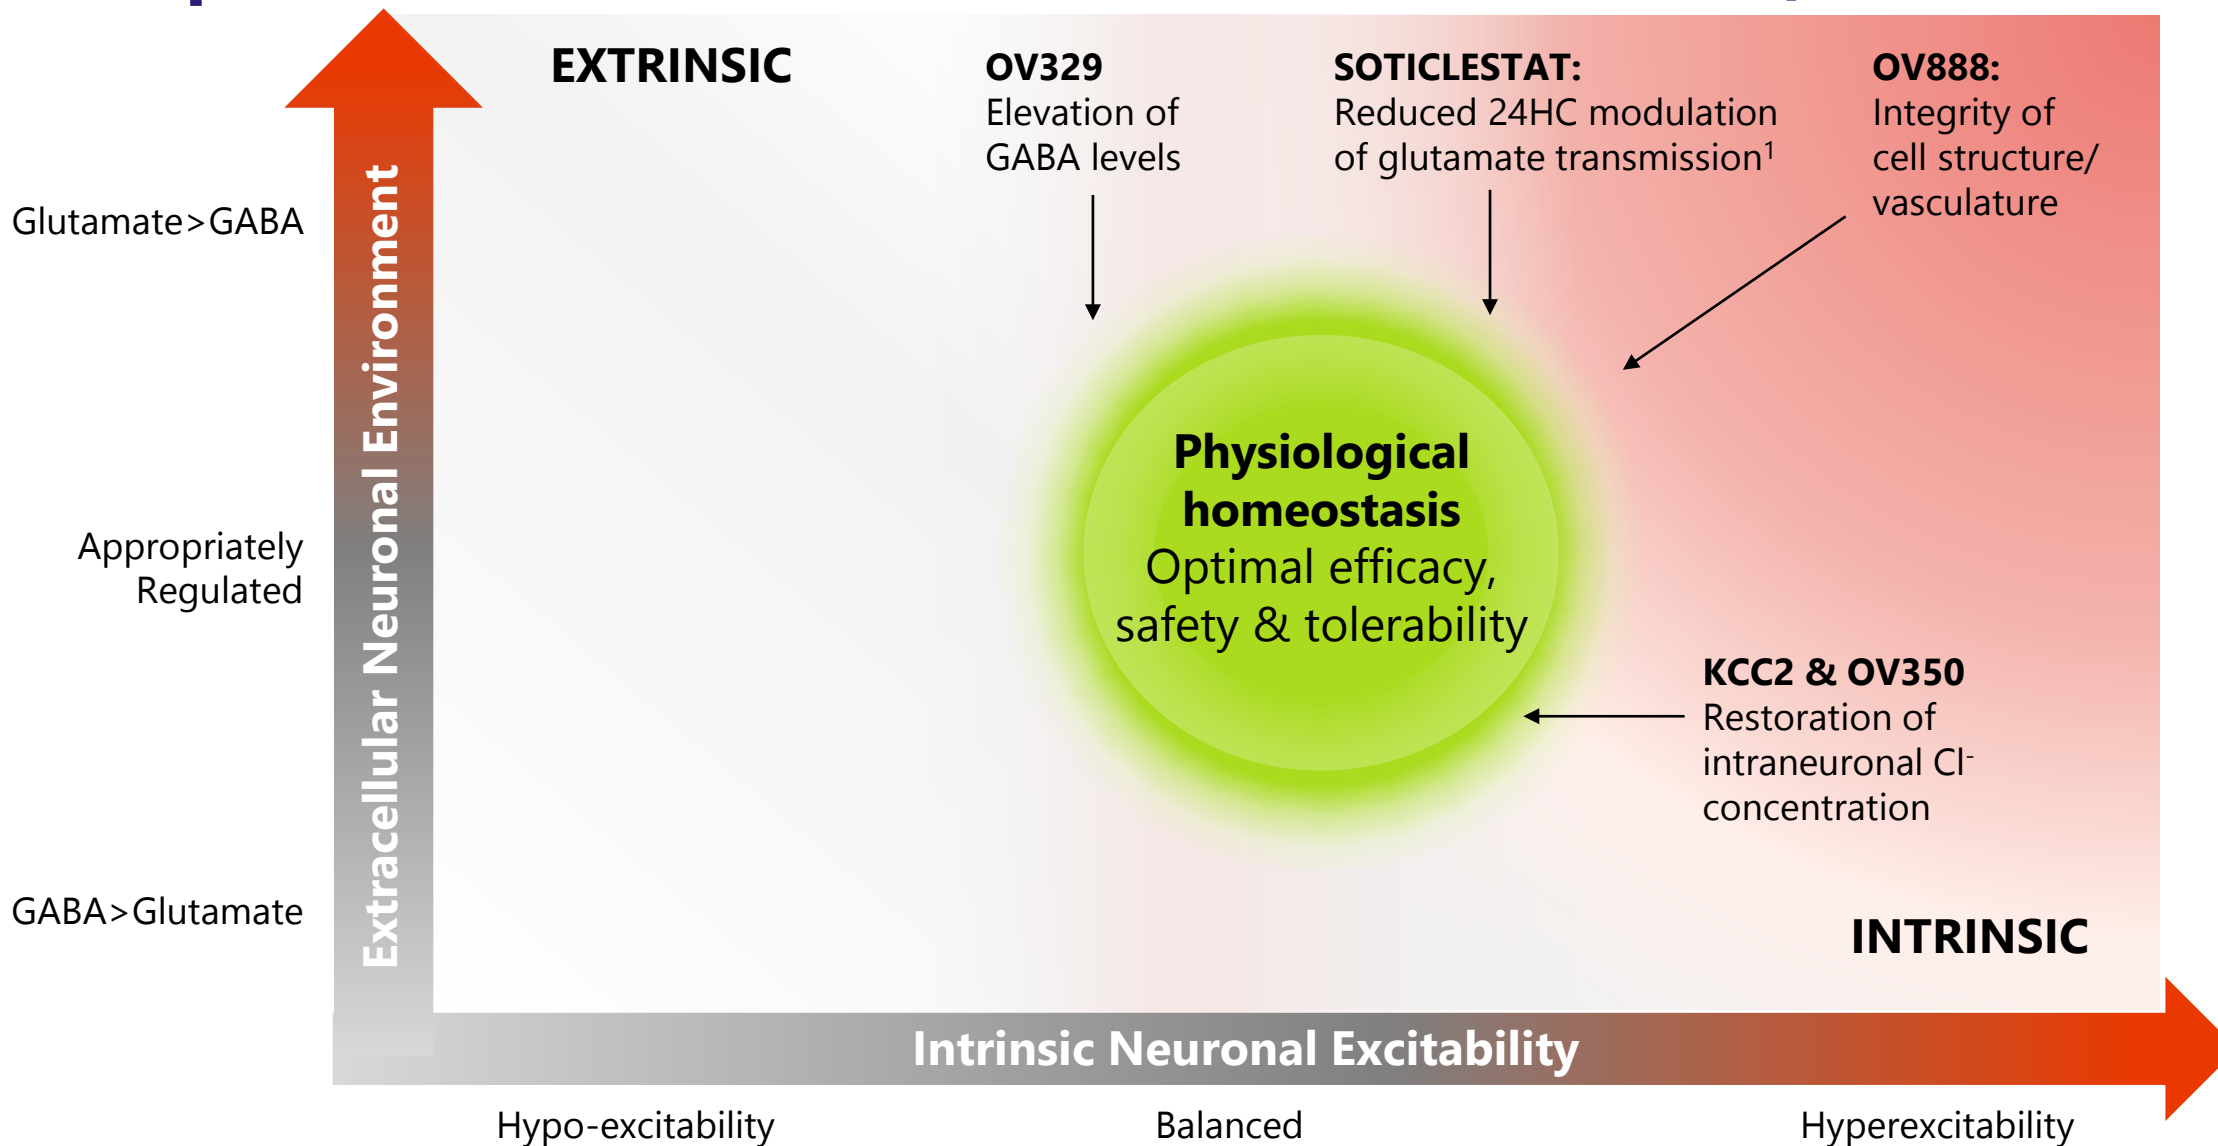 EXTRINSIC
OV329
Elevation of
GABA levels
SOTICLESTAT:
Reduced 24HC modulation
of glutamate transmission¹
OV888:
Integrity of
cell structure/
vasculature
Glutamate>GABA
Appropriately
Regulated
GABA>Glutamate
Extracellular Neuronal Environment
Physiological
homeostasis
Optimal efficacy,
safety & tolerability
KCC2 & OV350
Restoration of
intraneuronal Cl⁻
concentration
INTRINSIC
Intrinsic Neuronal Excitability
Hypo-excitability
Balanced
Hyperexcitability